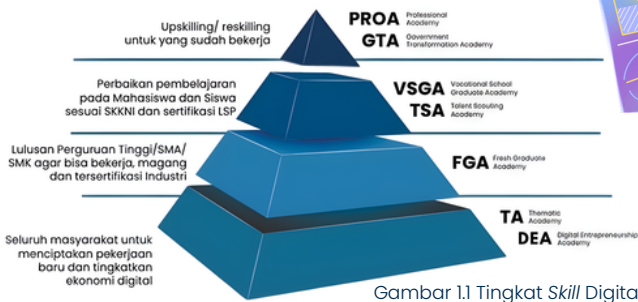 Upskilling/ reskilling
untuk yang sudah bekerja
PROA Professional
Academy
GTA Government
Transformation Academy
Perbaikan pembelajaran
pada Mahasiswa dan Siswa
sesuai SKKNI dan sertifikasi LSP
VSGA Vocational School
Graduate Academy
TSA Talent Scouting
Academy
Lulusan Perguruan Tinggi/SMA/
SMK agar bisa bekerja, magang
dan tersertifikasi Industri
FGA Fresh Graduate
Academy
Seluruh masyarakat untuk
menciptakan pekerjaan
baru dan tingkatkan
ekonomi digital
TA Thematic
Academy
DEA Digital Entrepreneurship
Academy
Gambar 1.1 Tingkat Skill Digita